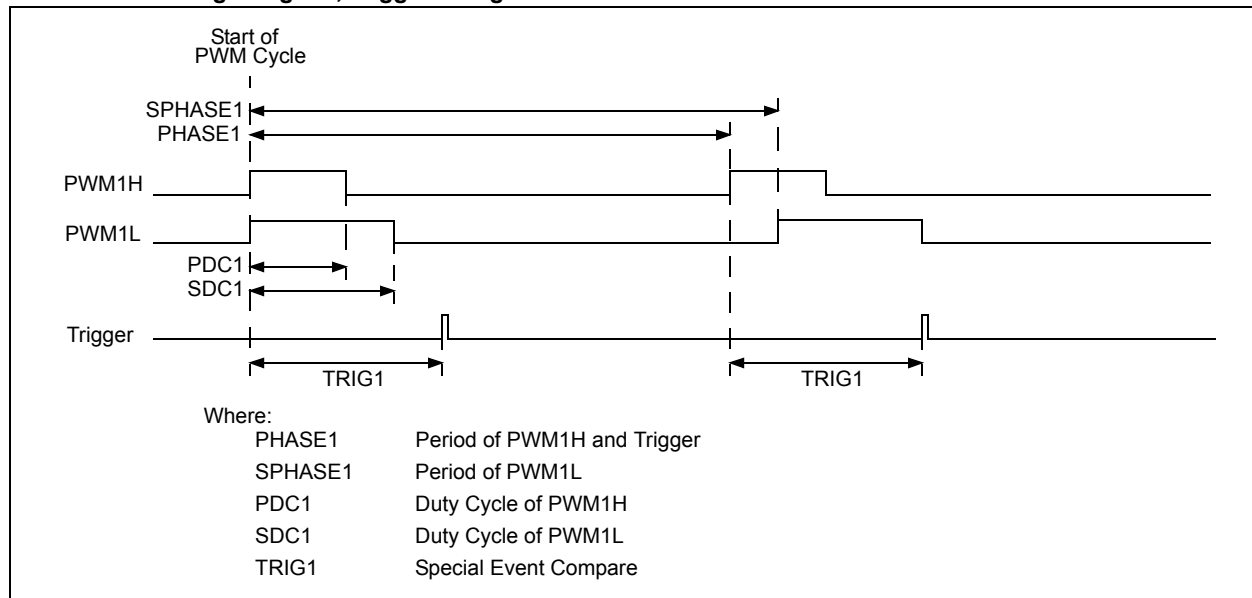 Start of
PWM Cycle
SPHASE1
PHASE1
PWM1H
PWM1L
PDC1
SDC1
Trigger
TRIG1 TRIG1
Where:
PHASE1 Period of PWM1H and Trigger
SPHASE1 Period of PWM1L
PDC1 Duty Cycle of PWM1H
SDC1 Duty Cycle of PWM1L
TRIG1 Special Event Compare